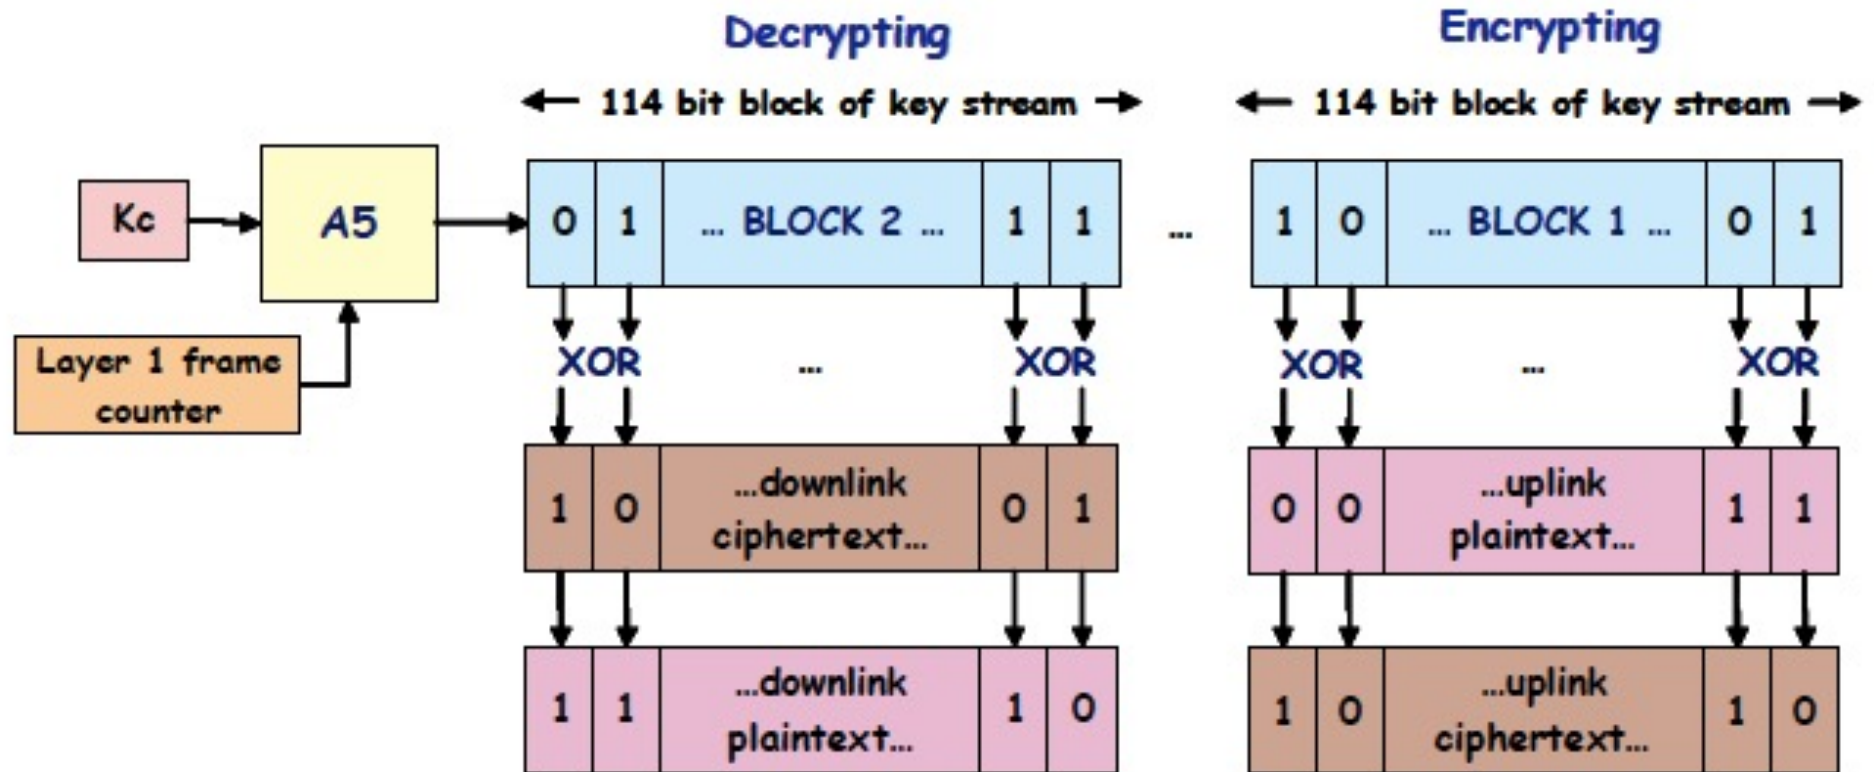 Decrypting
Encrypting
114 bit block of key stream
114 bit block of key stream
Kc
A5
0 1 ... BLOCK 2 ... 1 1
...
1 0 ... BLOCK 1 ... 0 1
Layer 1 frame
counter
XOR ... XOR
XOR ... XOR
1 0 ...downlink
ciphertext... 0 1
0 0 ...uplink
plaintext... 1 1
1 1 ...downlink
plaintext... 1 0
1 0 ...uplink
ciphertext... 1 0